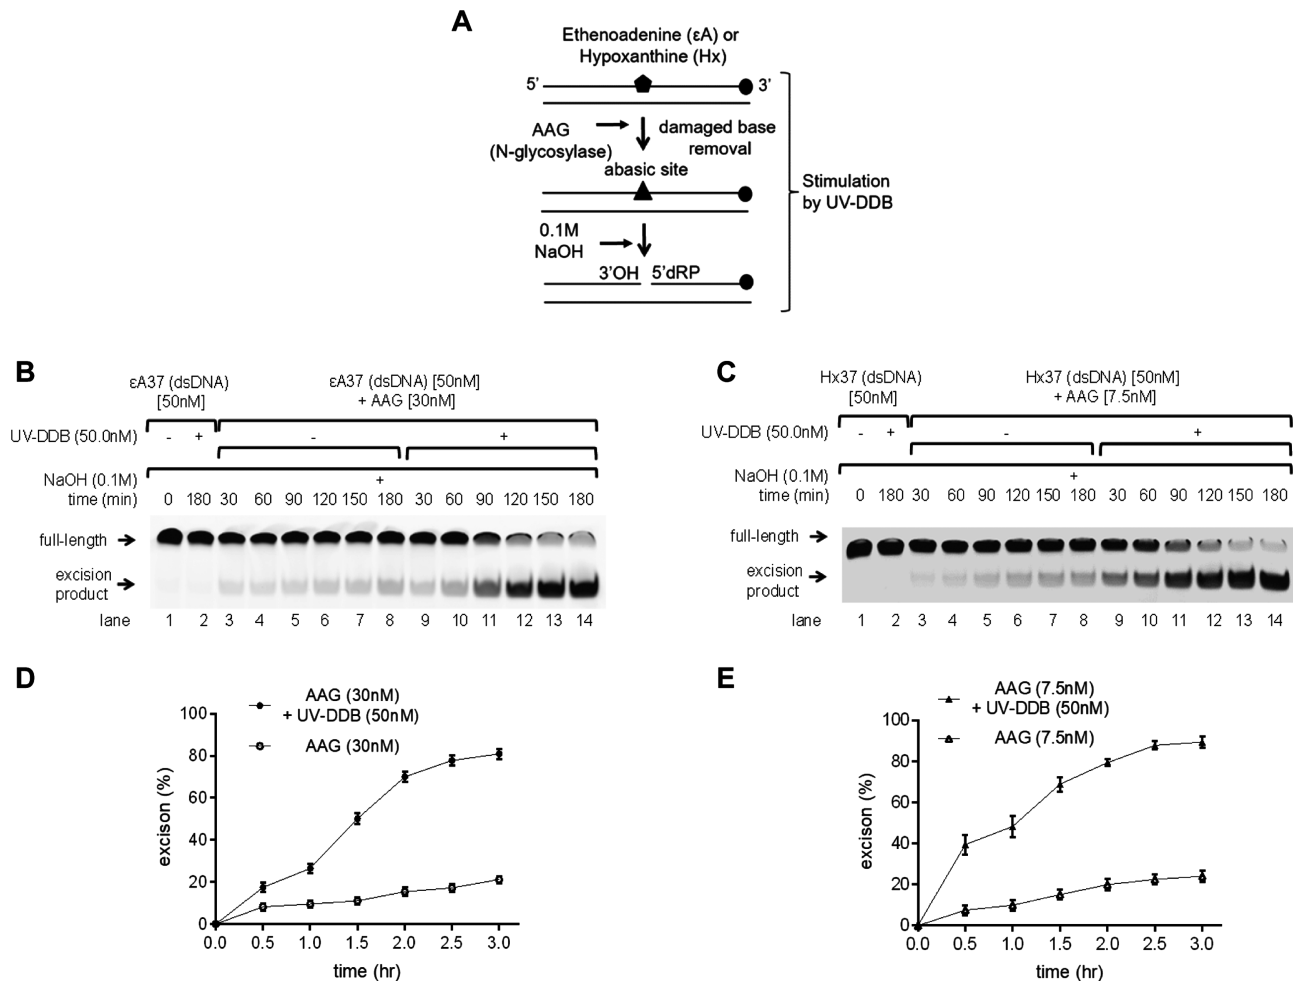 A
Ethenoadenine (εA) or
Hypoxanthine (Hx)
5’ 3’
AAG
(N-glycosylase)
damaged base
removal
abasic site
0.1M
NaOH
3’OH 5’dRP
Stimulation
by UV-DDB
B
εA37 (dsDNA)
[50nM]
εA37 (dsDNA) [50nM]
+ AAG [30nM]
UV-DDB (50.0nM) - + - +
NaOH (0.1M) +
time (min) 0 180 30 60 90 120 150 180 30 60 90 120 150 180
full-length
excision
product
lane 1 2 3 4 5 6 7 8 9 10 11 12 13 14
C
Hx37 (dsDNA)
[50nM]
Hx37 (dsDNA) [50nM]
+ AAG [7.5nM]
UV-DDB (50.0nM) - + - +
NaOH (0.1M) +
time (min) 0 180 30 60 90 120 150 180 30 60 90 120 150 180
full-length
excision
product
lane 1 2 3 4 5 6 7 8 9 10 11 12 13 14
D
AAG (30nM)
+ UV-DDB (50nM)
AAG (30nM)
100
80
60
40
20
0
excison (%)
0.0 0.5 1.0 1.5 2.0 2.5 3.0
time (hr)
E
AAG (7.5nM)
+ UV-DDB (50nM)
AAG (7.5nM)
100
80
60
40
20
0
excison (%)
0.0 0.5 1.0 1.5 2.0 2.5 3.0
time (hr)